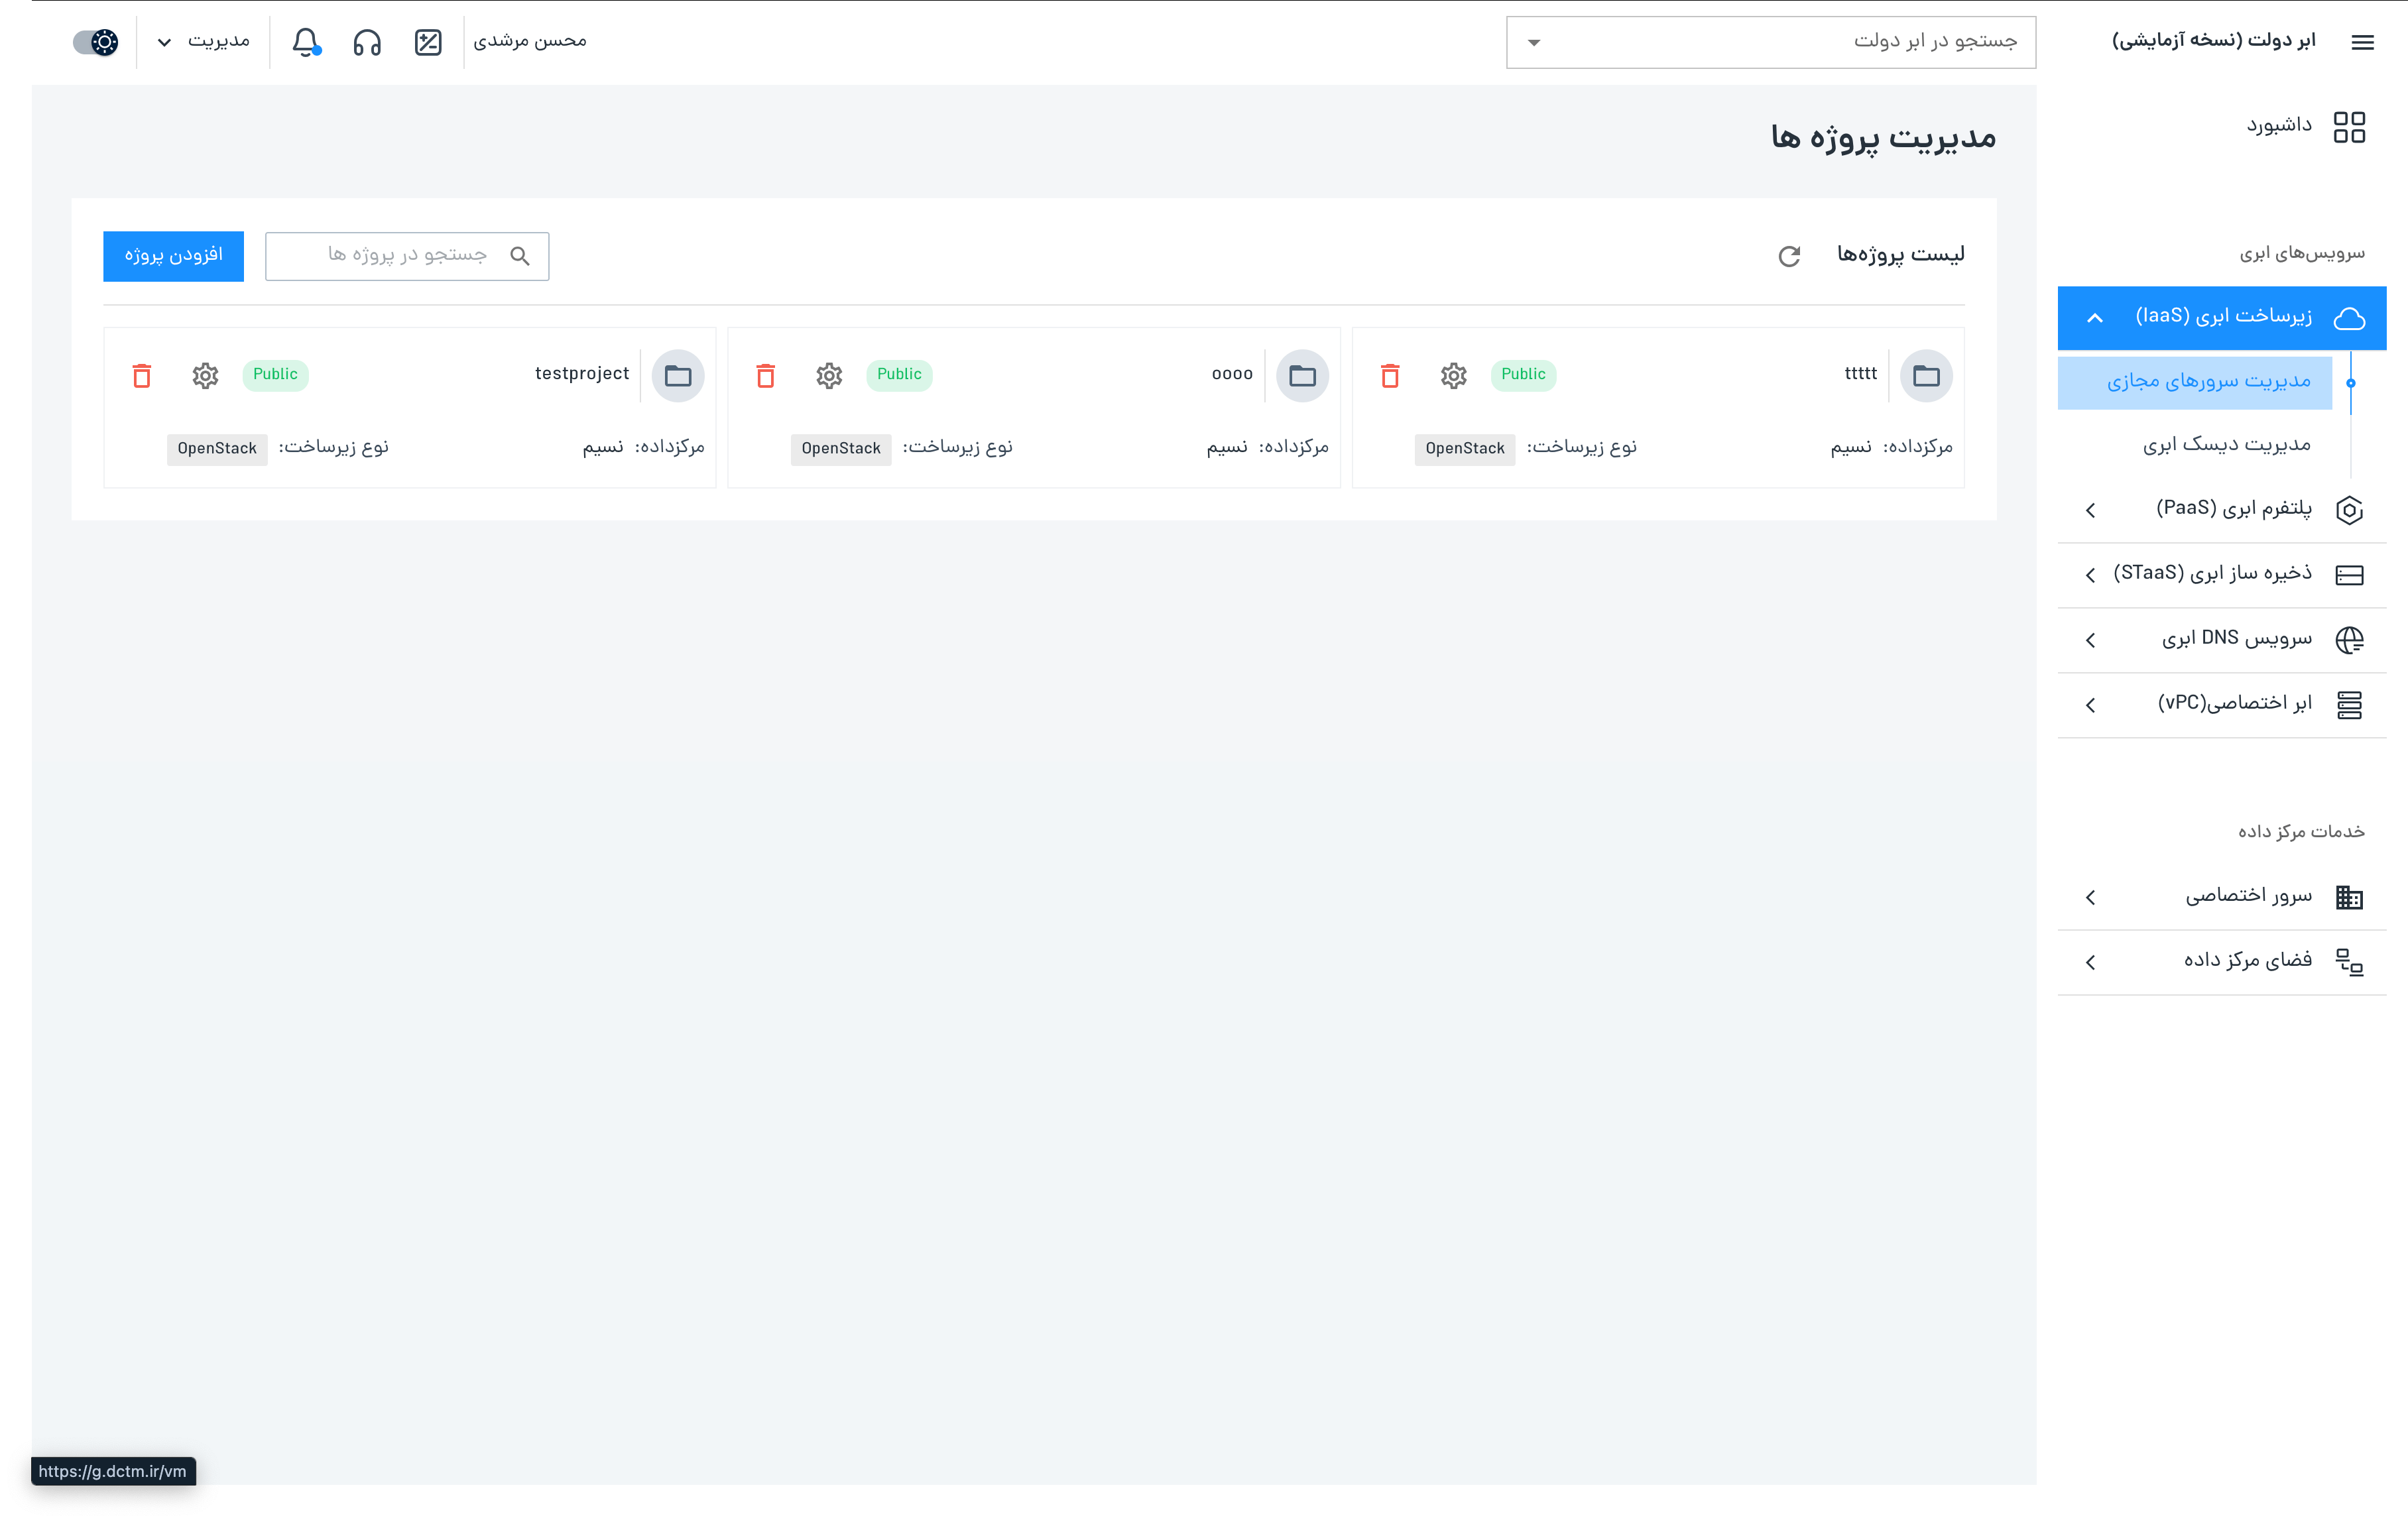 ابر دولت (نسخه آزمایشی)
جستجو در ابر دولت
محسن مرشدی
مدیریت
داشبورد
سرویس‌های ابری
زیرساخت ابری (IaaS)
مدیریت سرورهای مجازی
مدیریت دیسک ابری
پلتفرم ابری (PaaS)
ذخیره ساز ابری (STaaS)
سرویس DNS ابری
ابر اختصاصی(vPC)
خدمات مرکز داده
سرور اختصاصی
فضای مرکز داده
مدیریت پروژه ها
لیست پروژه‌ها
جستجو در پروژه ها
افزودن پروژه
ttttt
Public
مرکزداده: نسیم
نوع زیرساخت: OpenStack
oooo
Public
مرکزداده: نسیم
نوع زیرساخت: OpenStack
testproject
Public
مرکزداده: نسیم
نوع زیرساخت: OpenStack
https://g.dctm.ir/vm